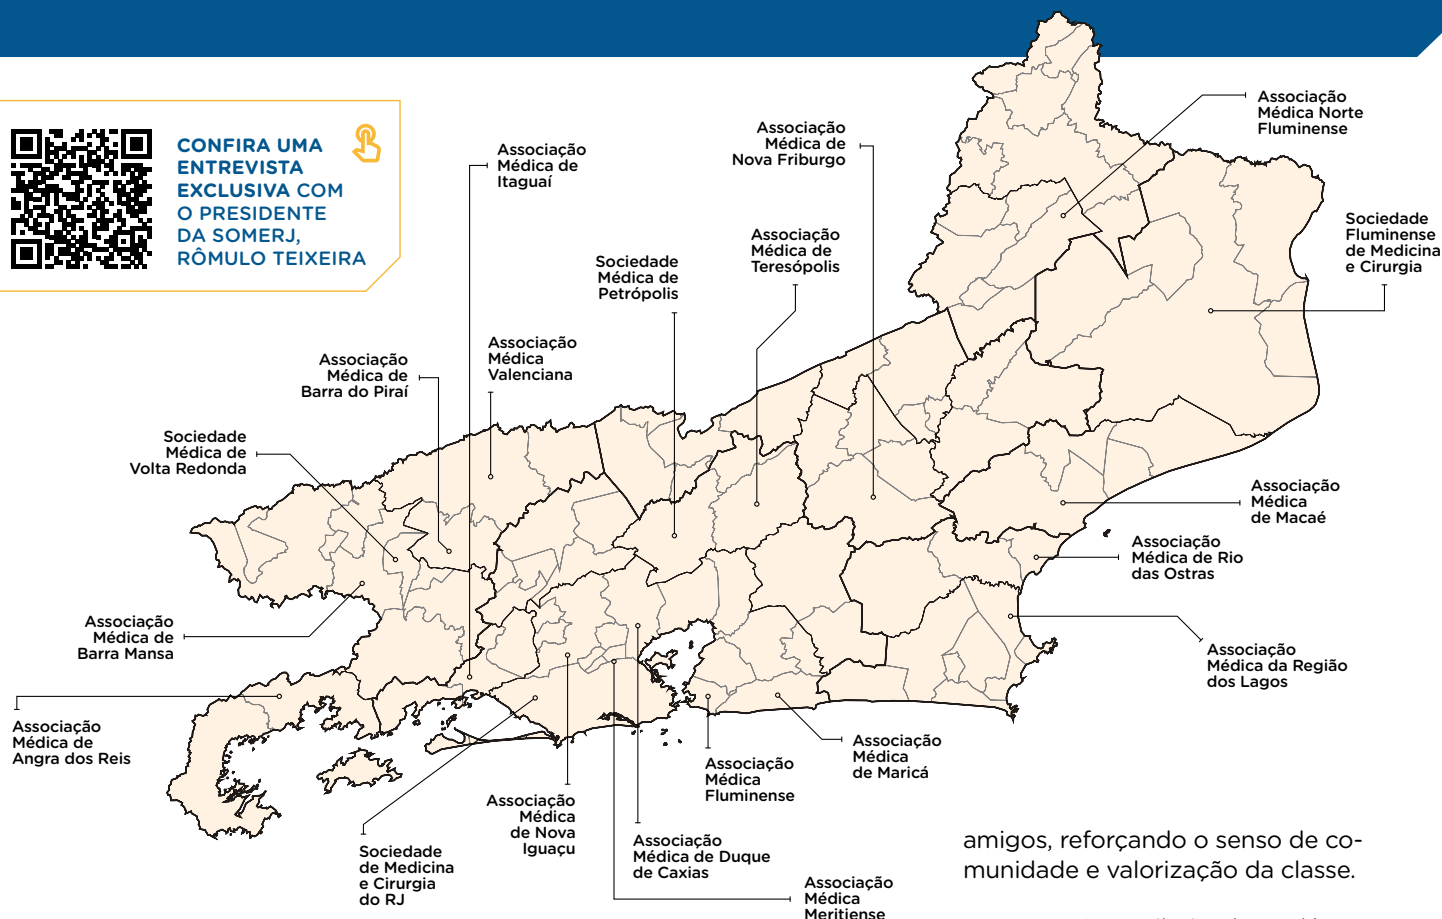 CONFIRA UMA
ENTREVISTA
EXCLUSIVA COM
O PRESIDENTE
DA SOMERJ,
RÔMULO TEIXEIRA
Associação
Médica de
Itaguaí
Associação
Médica de
Nova Friburgo
Associação
Médica Norte
Fluminense
Sociedade
Fluminense
de Medicina
e Cirurgia
Associação
Médica de
Teresópolis
Sociedade
Médica de
Petrópolis
Associação
Médica
Valenciana
Associação
Médica de
Barra do Piraí
Sociedade
Médica de
Volta Redonda
Associação
Médica
de Macaé
Associação
Médica de Rio
das Ostras
Associação
Médica de
Barra Mansa
Associação
Médica da Região
dos Lagos
Associação
Médica de
Angra dos Reis
Associação
Médica
de Maricá
Associação
Médica
Fluminense
Associação
Médica
de Nova
Iguaçu
Associação
Médica de Duque
de Caxias
Sociedade
de Medicina
e Cirurgia
do RJ
Associação
Médica
Meritiense
amigos, reforçando o senso de co-
munidade e valorização da classe.